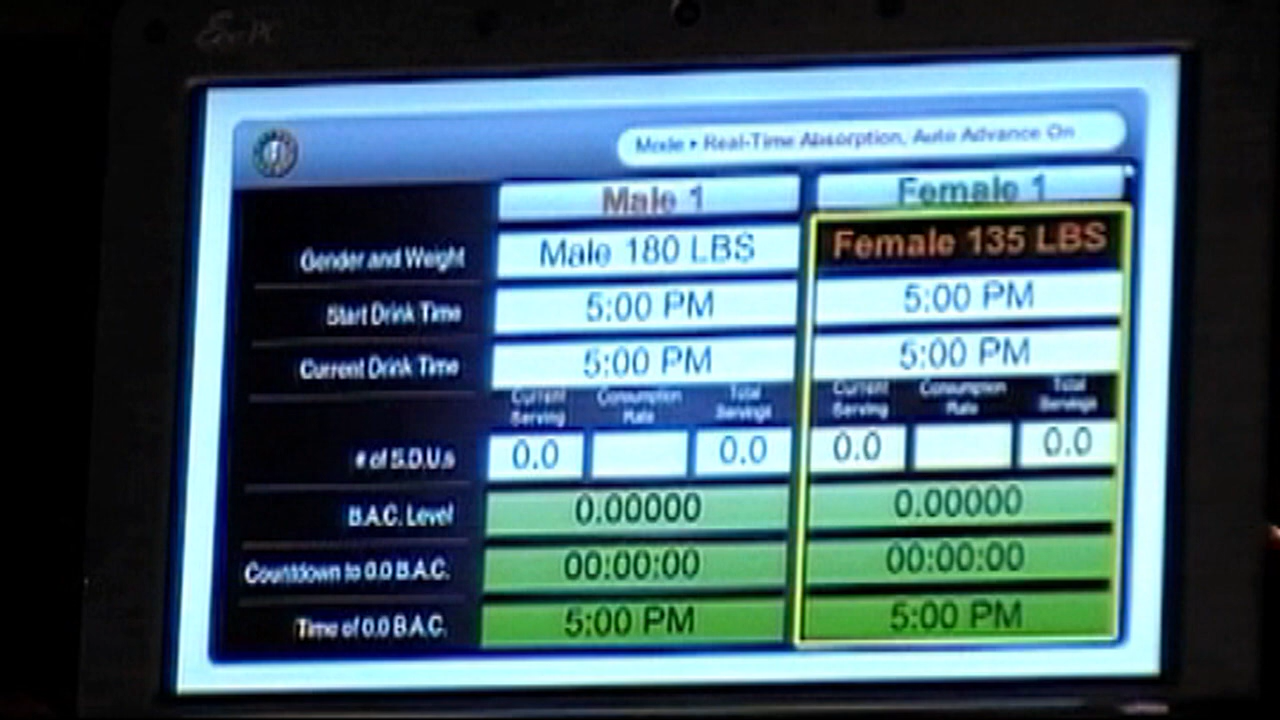 Eee PC
Mode • Real-Time Absorption, Auto Advance On
Male 1 Female 1
Gender and Weight Male 180 LBS Female 135 LBS
Start Drink Time 5:00 PM 5:00 PM
Current Drink Time 5:00 PM 5:00 PM
Current Serving Consumption Rate Total Servings Current Serving Consumption Rate Total Servings
# of S.D.U.s 0.0 0.0 0.0 0.0
B.A.C. Level 0.00000 0.00000
Countdown to 0.0 B.A.C. 00:00:00 00:00:00
Time of 0.0 B.A.C. 5:00 PM 5:00 PM